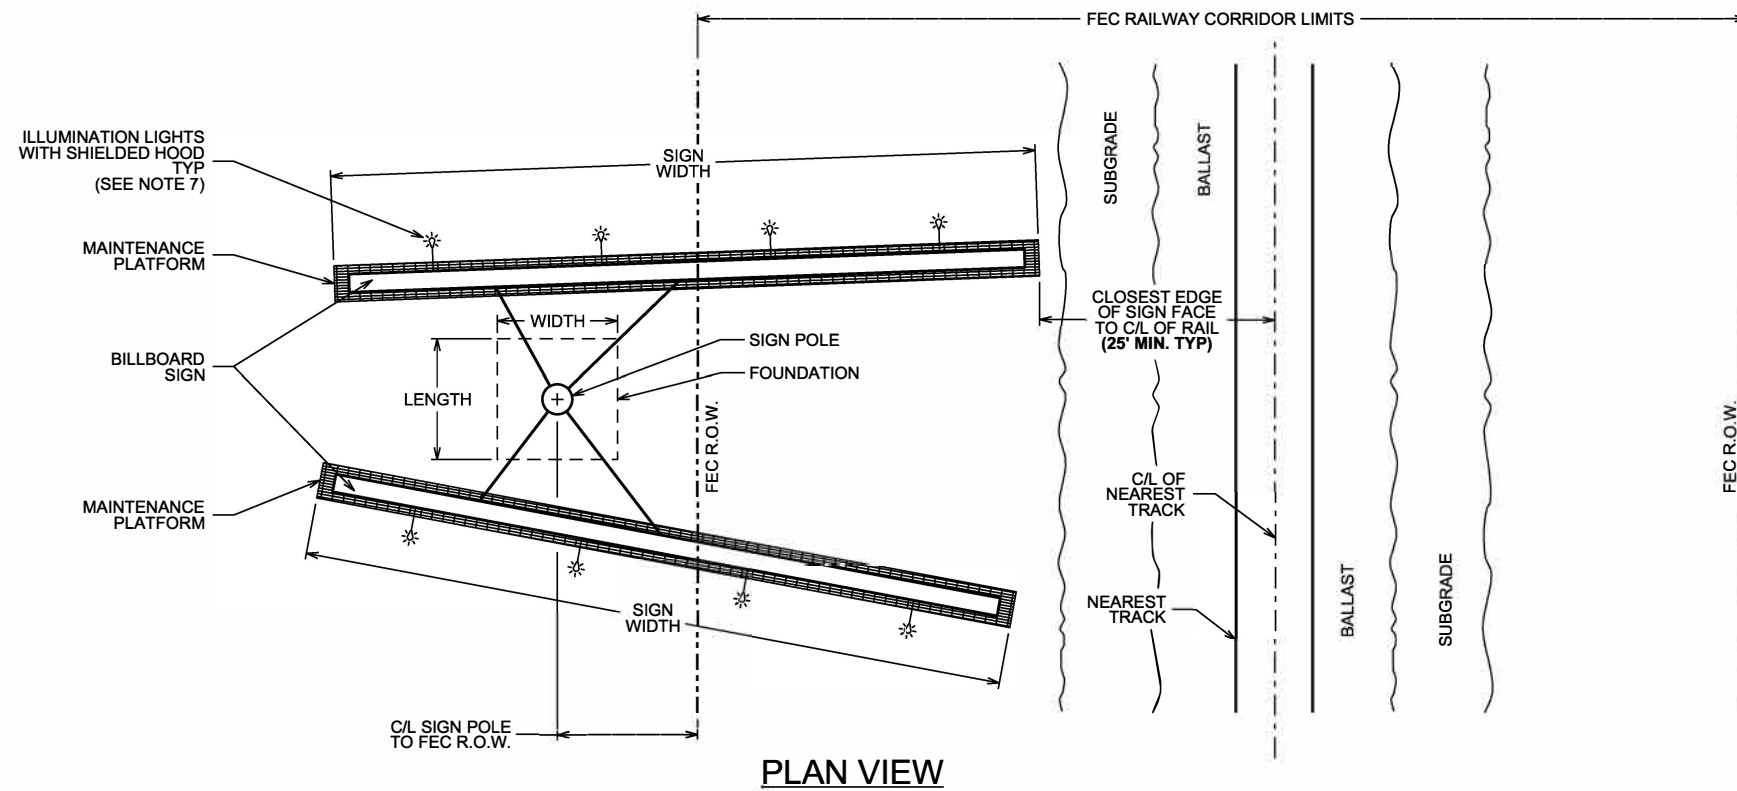 FEC RAILWAY CORRIDOR LIMITS
ILLUMINATION LIGHTS
WITH SHIELDED HOOD
TYP
(SEE NOTE 7)
SIGN
WIDTH
SUBGRADE
BALLAST
MAINTENANCE
PLATFORM
WIDTH
CLOSEST EDGE
OF SIGN FACE
TO C/L OF RAIL
(25' MIN. TYP)
SIGN POLE
BILLBOARD
SIGN
FOUNDATION
LENGTH
FEC R.O.W.
FEC R.O.W.
MAINTENANCE
PLATFORM
C/L OF
NEAREST
TRACK
NEAREST
TRACK
BALLAST
SUBGRADE
SIGN
WIDTH
C/L SIGN POLE
TO FEC R.O.W.
PLAN VIEW